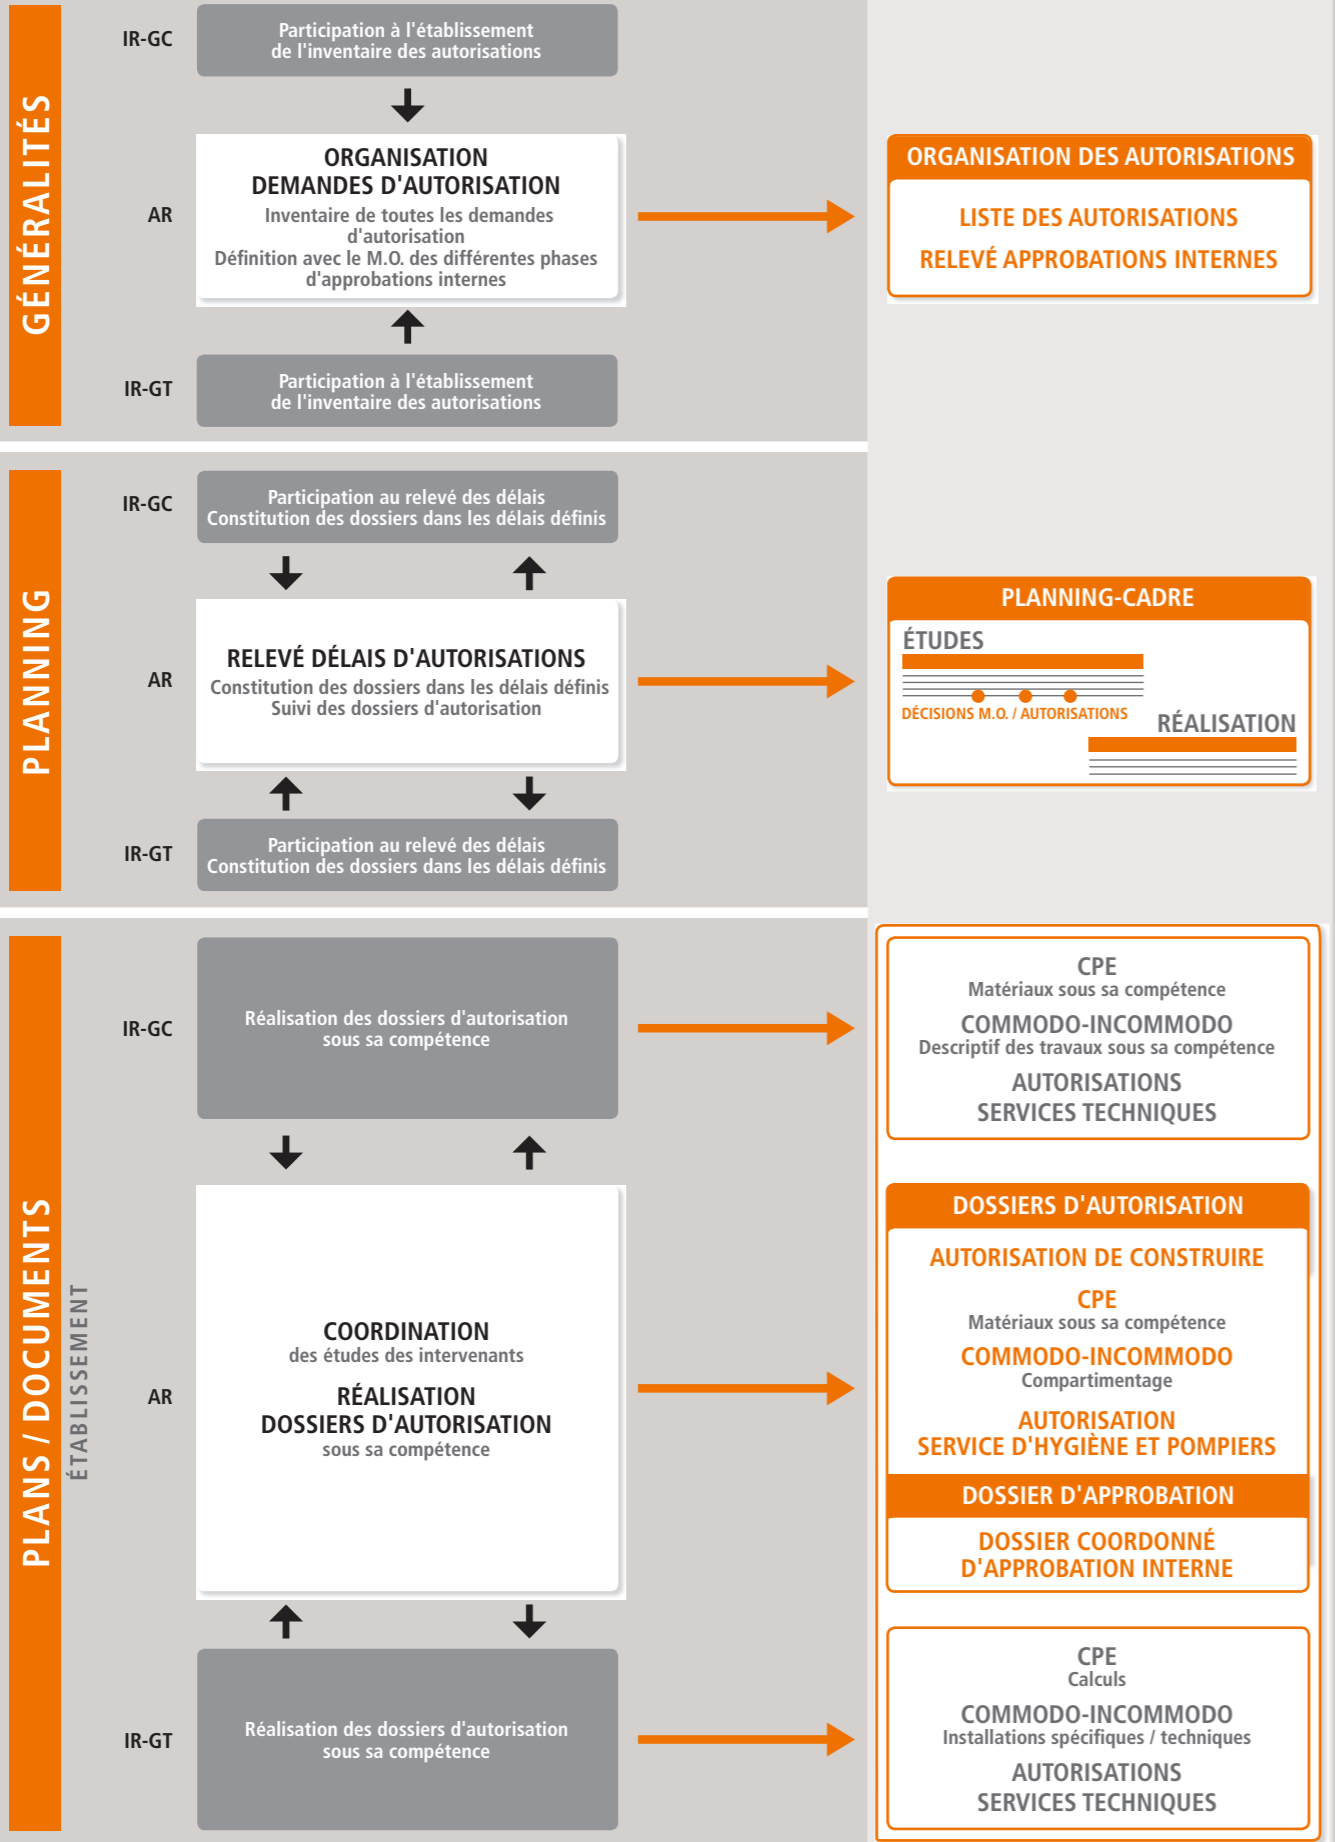 GÉNÉRALITÉS
IR-GC
Participation à l'établissement
de l'inventaire des autorisations
AR
ORGANISATION
DEMANDES D'AUTORISATION
Inventaire de toutes les demandes
d'autorisation
Définition avec le M.O. des différentes phases
d'approbations internes
ORGANISATION DES AUTORISATIONS
LISTE DES AUTORISATIONS
RELEVÉ APPROBATIONS INTERNES
IR-GT
Participation à l'établissement
de l'inventaire des autorisations
PLANNING
IR-GC
Participation au relevé des délais
Constitution des dossiers dans les délais définis
AR
RELEVÉ DÉLAIS D'AUTORISATIONS
Constitution des dossiers dans les délais définis
Suivi des dossiers d'autorisation
PLANNING-CADRE
ÉTUDES
DÉCISIONS M.O. / AUTORISATIONS
RÉALISATION
IR-GT
Participation au relevé des délais
Constitution des dossiers dans les délais définis
PLANS / DOCUMENTS
ÉTABLISSEMENT
IR-GC
Réalisation des dossiers d'autorisation
sous sa compétence
CPE
Matériaux sous sa compétence
COMMODO-INCOMMODO
Descriptif des travaux sous sa compétence
AUTORISATIONS
SERVICES TECHNIQUES
AR
COORDINATION
des études des intervenants
RÉALISATION
DOSSIERS D'AUTORISATION
sous sa compétence
DOSSIERS D'AUTORISATION
AUTORISATION DE CONSTRUIRE
CPE
Matériaux sous sa compétence
COMMODO-INCOMMODO
Compartimentage
AUTORISATION
SERVICE D'HYGIÈNE ET POMPIERS
DOSSIER D'APPROBATION
DOSSIER COORDONNÉ
D'APPROBATION INTERNE
IR-GT
Réalisation des dossiers d'autorisation
sous sa compétence
CPE
Calculs
COMMODO-INCOMMODO
Installations spécifiques / techniques
AUTORISATIONS
SERVICES TECHNIQUES